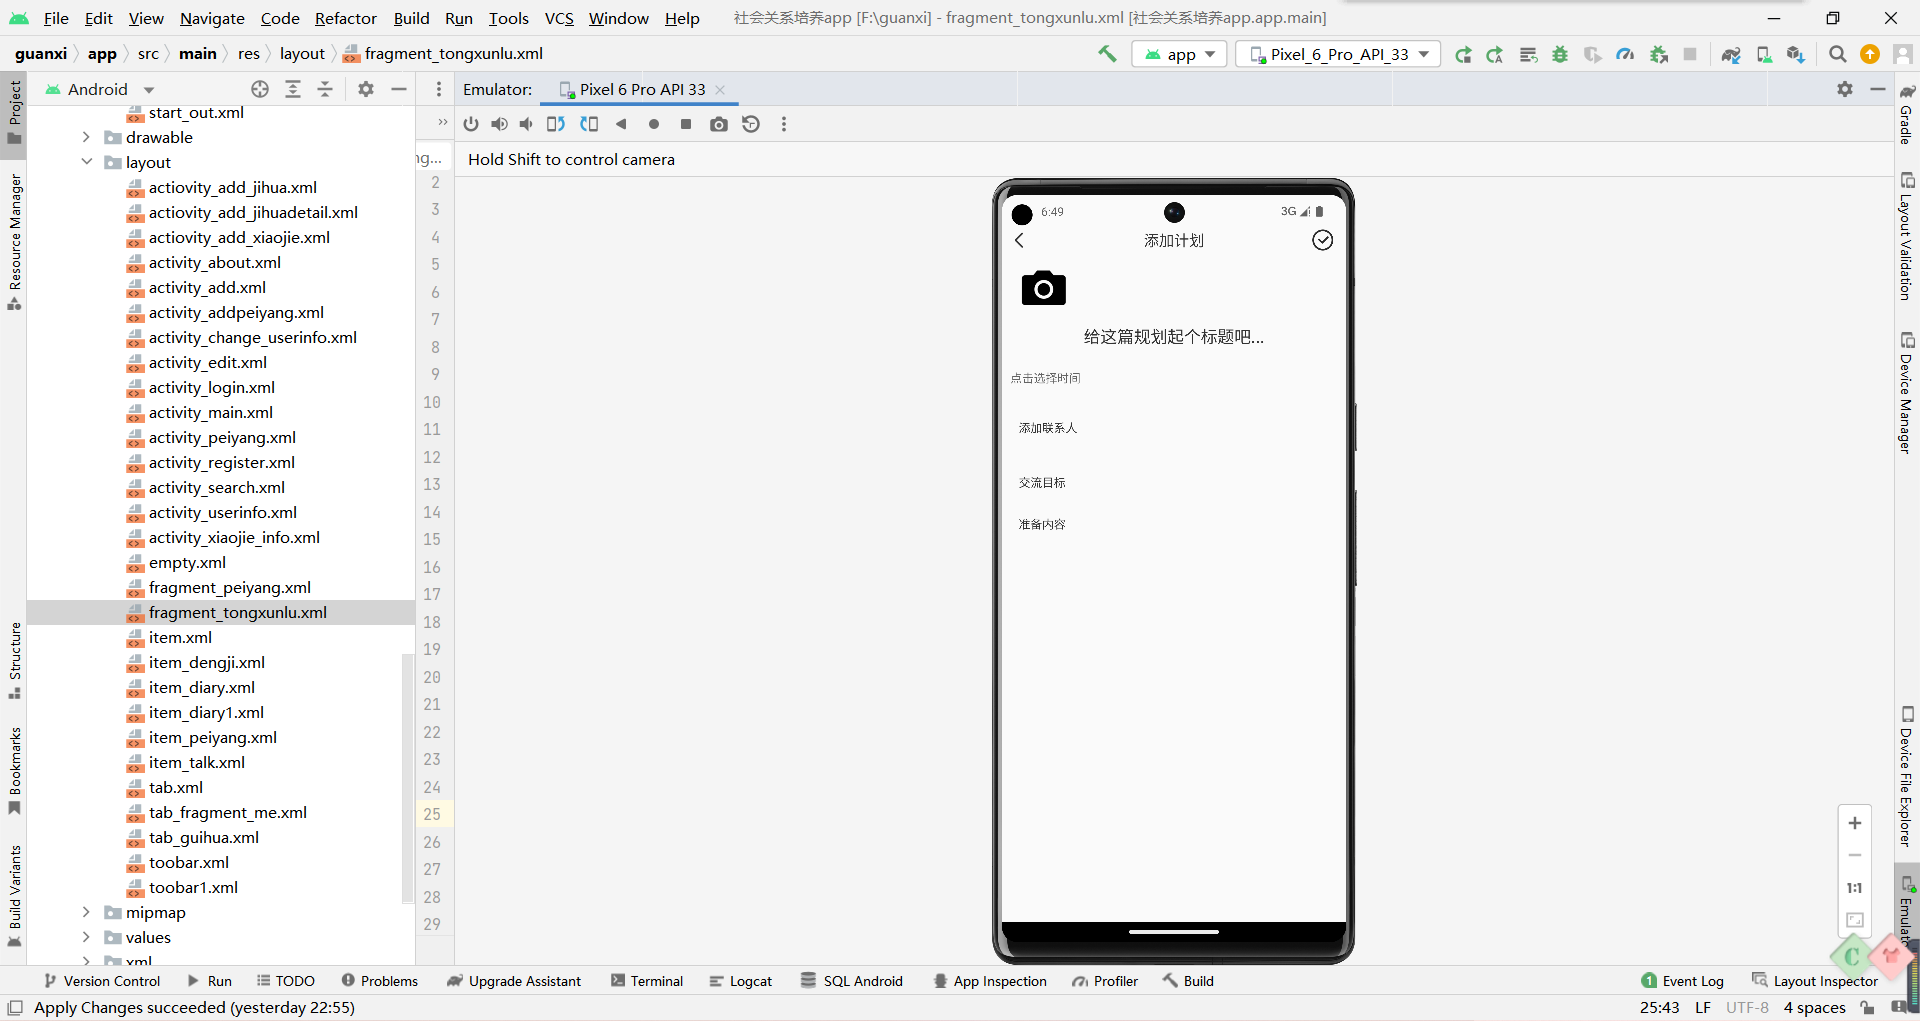 File Edit View Navigate Code Refactor Build Run Tools VCS Window Help 社会关系培养app [F:\guanxi] - fragment_tongxunlu.xml [社会关系培养app.app.main]
guanxi app src main res layout fragment_tongxunlu.xml app Pixel_6_Pro_API_33
Android Emulator: Pixel 6 Pro API 33
Hold Shift to control camera
Project
Resource Manager
Structure
Bookmarks
Build Variants
start_out.xml
drawable
layout
actiovity_add_jihua.xml
actiovity_add_jihuadetail.xml
actiovity_add_xiaojie.xml
activity_about.xml
activity_add.xml
activity_addpeiyang.xml
activity_change_userinfo.xml
activity_edit.xml
activity_login.xml
activity_main.xml
activity_peiyang.xml
activity_register.xml
activity_search.xml
activity_userinfo.xml
activity_xiaojie_info.xml
empty.xml
fragment_peiyang.xml
fragment_tongxunlu.xml
item.xml
item_dengji.xml
item_diary.xml
item_diary1.xml
item_peiyang.xml
item_talk.xml
tab.xml
tab_fragment_me.xml
tab_guihua.xml
toobar.xml
toobar1.xml
mipmap
values
xml
ng...
2
3
4
5
6
7
8
9
10
11
12
13
14
15
16
17
18
19
20
21
22
23
24
25
26
27
28
29
6:49 3G
添加计划
给这篇规划起个标题吧...
点击选择时间
添加联系人
交流目标
准备内容
1:1
Gradle
Layout Validation
Device Manager
Device File Explorer
Emulato
C
Version Control Run TODO Problems Upgrade Assistant Terminal Logcat SQL Android App Inspection Profiler Build 1 Event Log Layout Inspector
Apply Changes succeeded (yesterday 22:55) 25:43 LF UTF-8 4 spaces